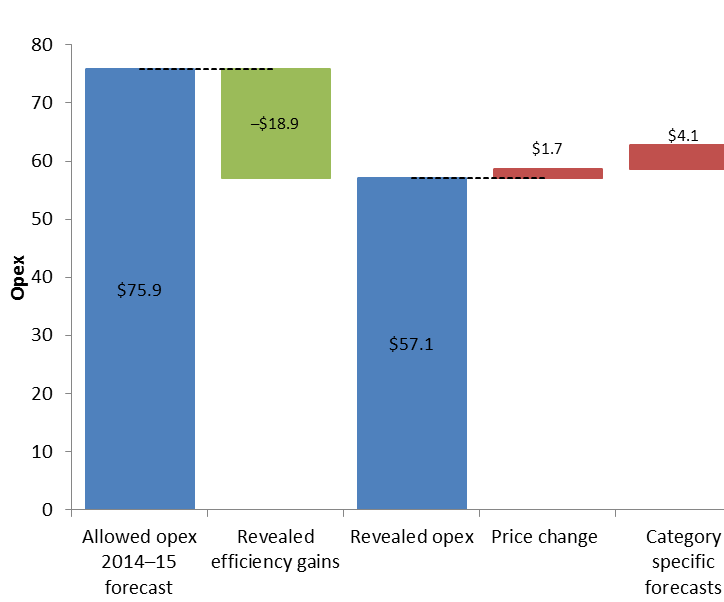 80
70
60
50
40
30
20
10
0
Opex
$75.9
–$18.9
$57.1
$1.7
$4.1
Allowed opex
2014–15
forecast
Revealed
efficiency gains
Revealed opex
Price change
Category
specific
forecasts